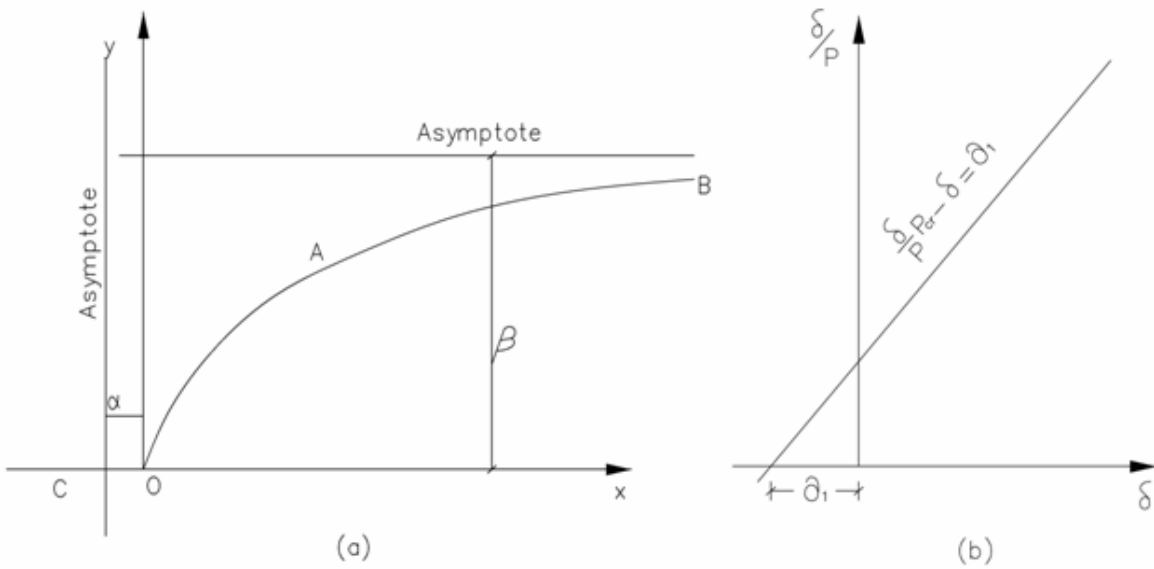 y
Asymptote
Asymptote
A
B
β
α
C
O
x
(a)
δ/P
δ/P Pcr - δ = ∂₁
∂₁
δ
(b)